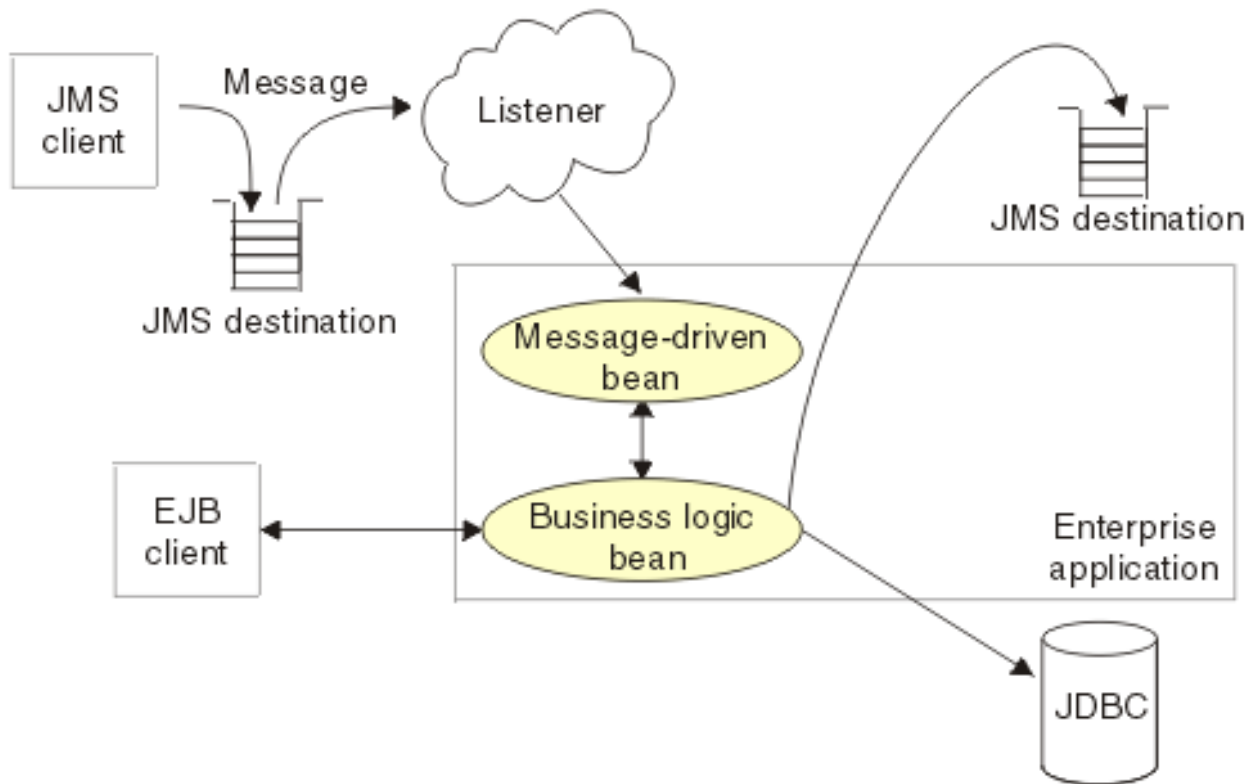 JMS
client
Message
Listener
JMS destination
JMS destination
Message-driven
bean
EJB
client
Business logic
bean
Enterprise
application
JDBC